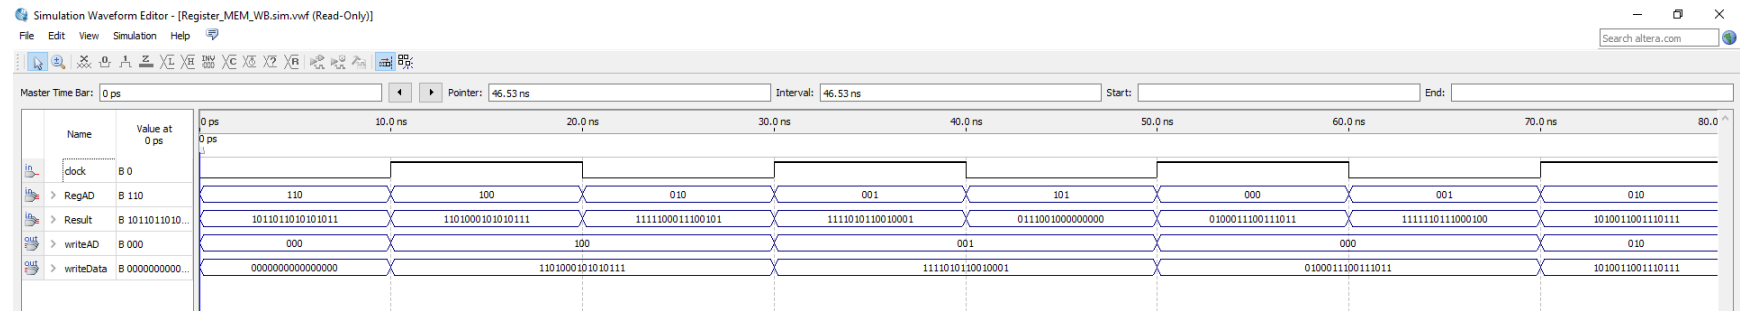 Simulation Waveform Editor - [Register_MEM_WB.sim.vwf (Read-Only)]
File Edit View Simulation Help
Search altera.com
Master Time Bar: 0 ps Pointer: 46.53 ns Interval: 46.53 ns Start: End:
Name Value at 0 ps 0 ps 10.0 ns 20.0 ns 30.0 ns 40.0 ns 50.0 ns 60.0 ns 70.0 ns 80.0
0 ps
clock B 0
RegAD B 110 110 100 010 001 101 000 001 010
Result B 1011011010... 1011011010101011 1101000101010111 1111100011100101 1111010110010001 0111001000000000 0100011100111011 1111110111000100 1010011001110111
writeAD B 000 000 100 001 000 010
writeData B 0000000000... 0000000000000000 1101000101010111 1111010110010001 0100011100111011 1010011001110111